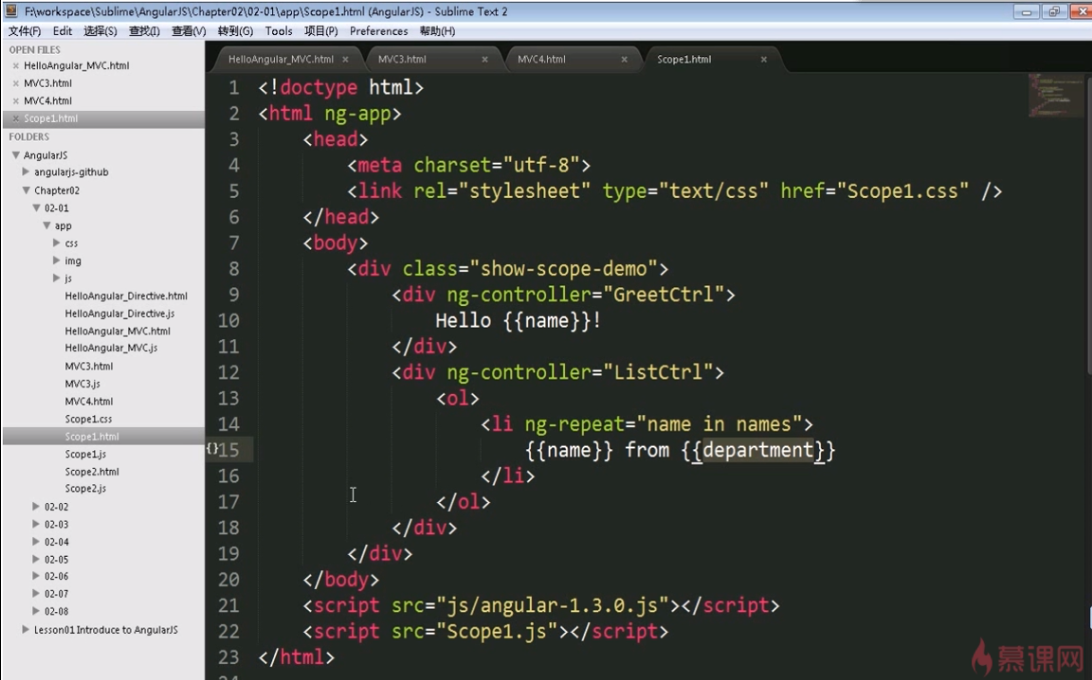 F:\workspace\Sublime\AngularJS\Chapter02\02-01\app\Scope1.html (AngularJS) - Sublime Text 2
文件(F) Edit 选择(S) 查找(I) 查看(V) 转到(G) Tools 项目(P) Preferences 帮助(H)
OPEN FILES
× HelloAngular_MVC.html
× MVC3.html
× MVC4.html
× Scope1.html
FOLDERS
AngularJS
angularjs-github
Chapter02
02-01
app
css
img
js
HelloAngular_Directive.html
HelloAngular_Directive.js
HelloAngular_MVC.html
HelloAngular_MVC.js
MVC3.html
MVC3.js
MVC4.html
Scope1.css
Scope1.html
Scope1.js
Scope2.html
Scope2.js
02-02
02-03
02-04
02-05
02-06
02-07
02-08
Lesson01 Introduce to AngularJS
HelloAngular_MVC.html × MVC3.html × MVC4.html × Scope1.html ×
1 <!doctype html>
2 <html ng-app>
3 <head>
4 <meta charset="utf-8">
5 <link rel="stylesheet" type="text/css" href="Scope1.css" />
6 </head>
7 <body>
8 <div class="show-scope-demo">
9 <div ng-controller="GreetCtrl">
10 Hello {{name}}!
11 </div>
12 <div ng-controller="ListCtrl">
13 <ol>
14 <li ng-repeat="name in names">
{}15 {{name}} from {{department}}
16 </li>
17 </ol>
18 </div>
19 </div>
20 </body>
21 <script src="js/angular-1.3.0.js"></script>
22 <script src="Scope1.js"></script>
23 </html>
慕课网